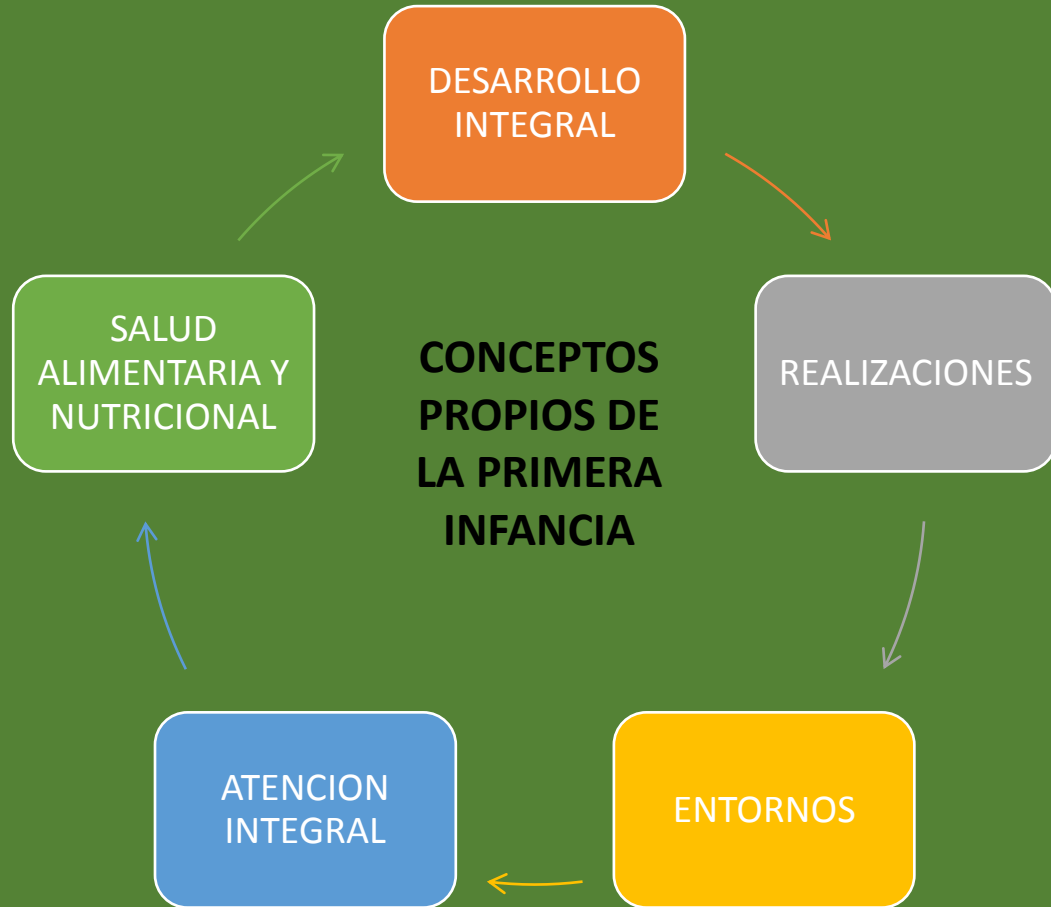 DESARROLLO
INTEGRAL
REALIZACIONES
ENTORNOS
ATENCION
INTEGRAL
SALUD
ALIMENTARIA Y
NUTRICIONAL
CONCEPTOS
PROPIOS DE
LA PRIMERA
INFANCIA